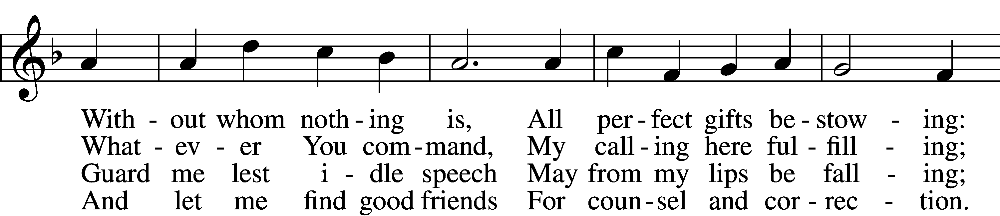 With - out whom noth - ing is, All per - fect gifts be - stow - ing:
What - ev - er You com - mand, My call - ing here ful - fill - ing;
Guard me lest i - dle speech May from my lips be fall - ing;
And let me find good friends For coun - sel and cor - rec - tion.